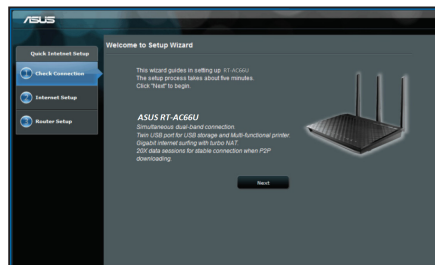 ASUS
Quick Internet Setup
1 Check Connection
2 Internet Setup
3 Router Setup
Welcome to Setup Wizard
This wizard guides in setting up RT-AC66U
The setup process takes about five minutes.
Click "Next" to begin.
ASUS RT-AC66U
Simultaneous dual-band connection.
Twin USB port for USB storage and Multi-functional printer.
Gigabit internet surfing with turbo NAT.
20X data sessions for stable connection when P2P
downloading.
Next